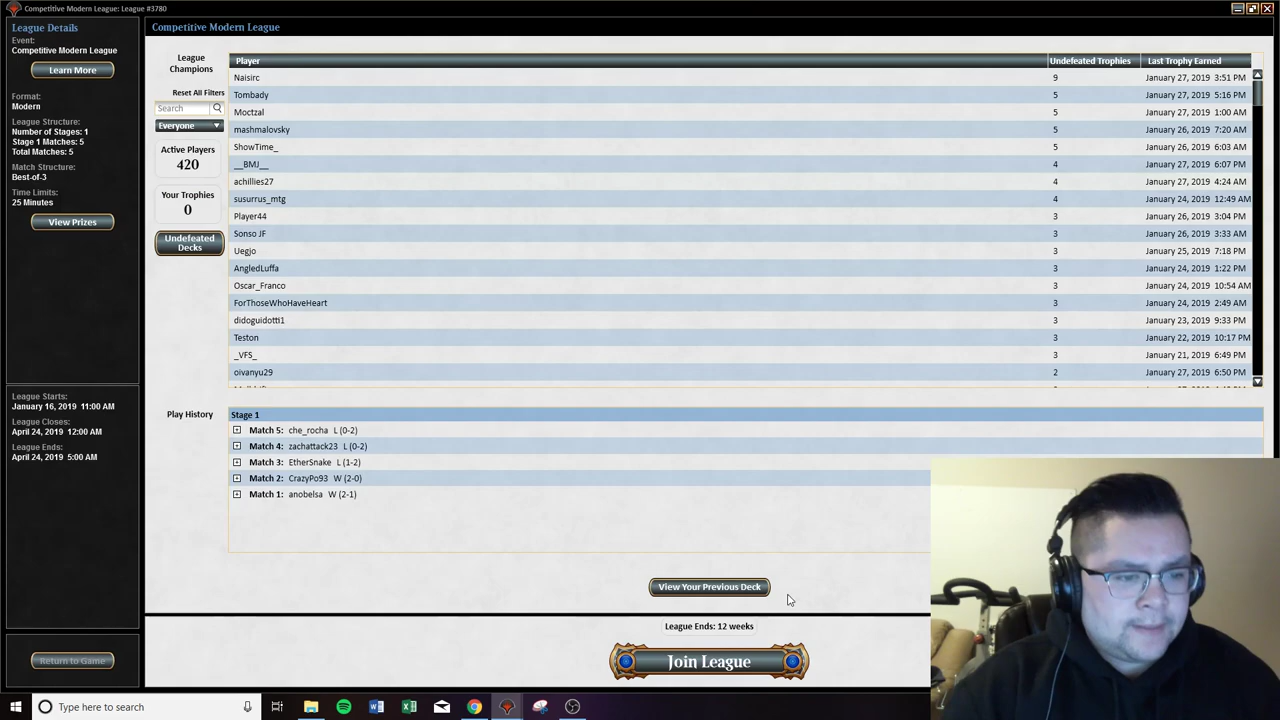 Competitive Modern League: League #3780
League Details
Event:
Competitive Modern League
Learn More
Format:
Modern
League Structure:
Number of Stages: 1
Stage 1 Matches: 5
Total Matches: 5
Match Structure:
Best-of-3
Time Limits:
25 Minutes
View Prizes
League Starts:
January 16, 2019 11:00 AM
League Closes:
April 24, 2019 12:00 AM
League Ends:
April 24, 2019 5:00 AM
Return to Game
Competitive Modern League
League
Champions
Reset All Filters
Search
Everyone
Active Players
420
Your Trophies
0
Undefeated
Decks
Player Undefeated Trophies Last Trophy Earned
Naisirc 9 January 27, 2019 3:51 PM
Tombady 5 January 27, 2019 5:16 PM
Moctzal 5 January 27, 2019 1:00 AM
mashmalovsky 5 January 26, 2019 7:20 AM
ShowTime_ 5 January 26, 2019 6:03 AM
__BMJ__ 4 January 27, 2019 6:07 PM
achillies27 4 January 27, 2019 4:24 AM
susurrus_mtg 4 January 24, 2019 12:49 AM
Player44 3 January 26, 2019 3:04 PM
Sonso JF 3 January 26, 2019 3:33 AM
Uegjo 3 January 25, 2019 7:18 PM
AngledLuffa 3 January 24, 2019 1:22 PM
Oscar_Franco 3 January 24, 2019 10:54 AM
ForThoseWhoHaveHeart 3 January 24, 2019 2:49 AM
didoguidotti1 3 January 23, 2019 9:33 PM
Teston 3 January 22, 2019 10:17 PM
_VFS_ 3 January 21, 2019 6:49 PM
oivanyu29 2 January 27, 2019 6:50 PM
Play History
Stage 1
Match 5: che_rocha L (0-2)
Match 4: zachattack23 L (0-2)
Match 3: EtherSnake L (1-2)
Match 2: CrazyPo93 W (2-0)
Match 1: anobelsa W (2-1)
View Your Previous Deck
League Ends: 12 weeks
Join League
Type here to search